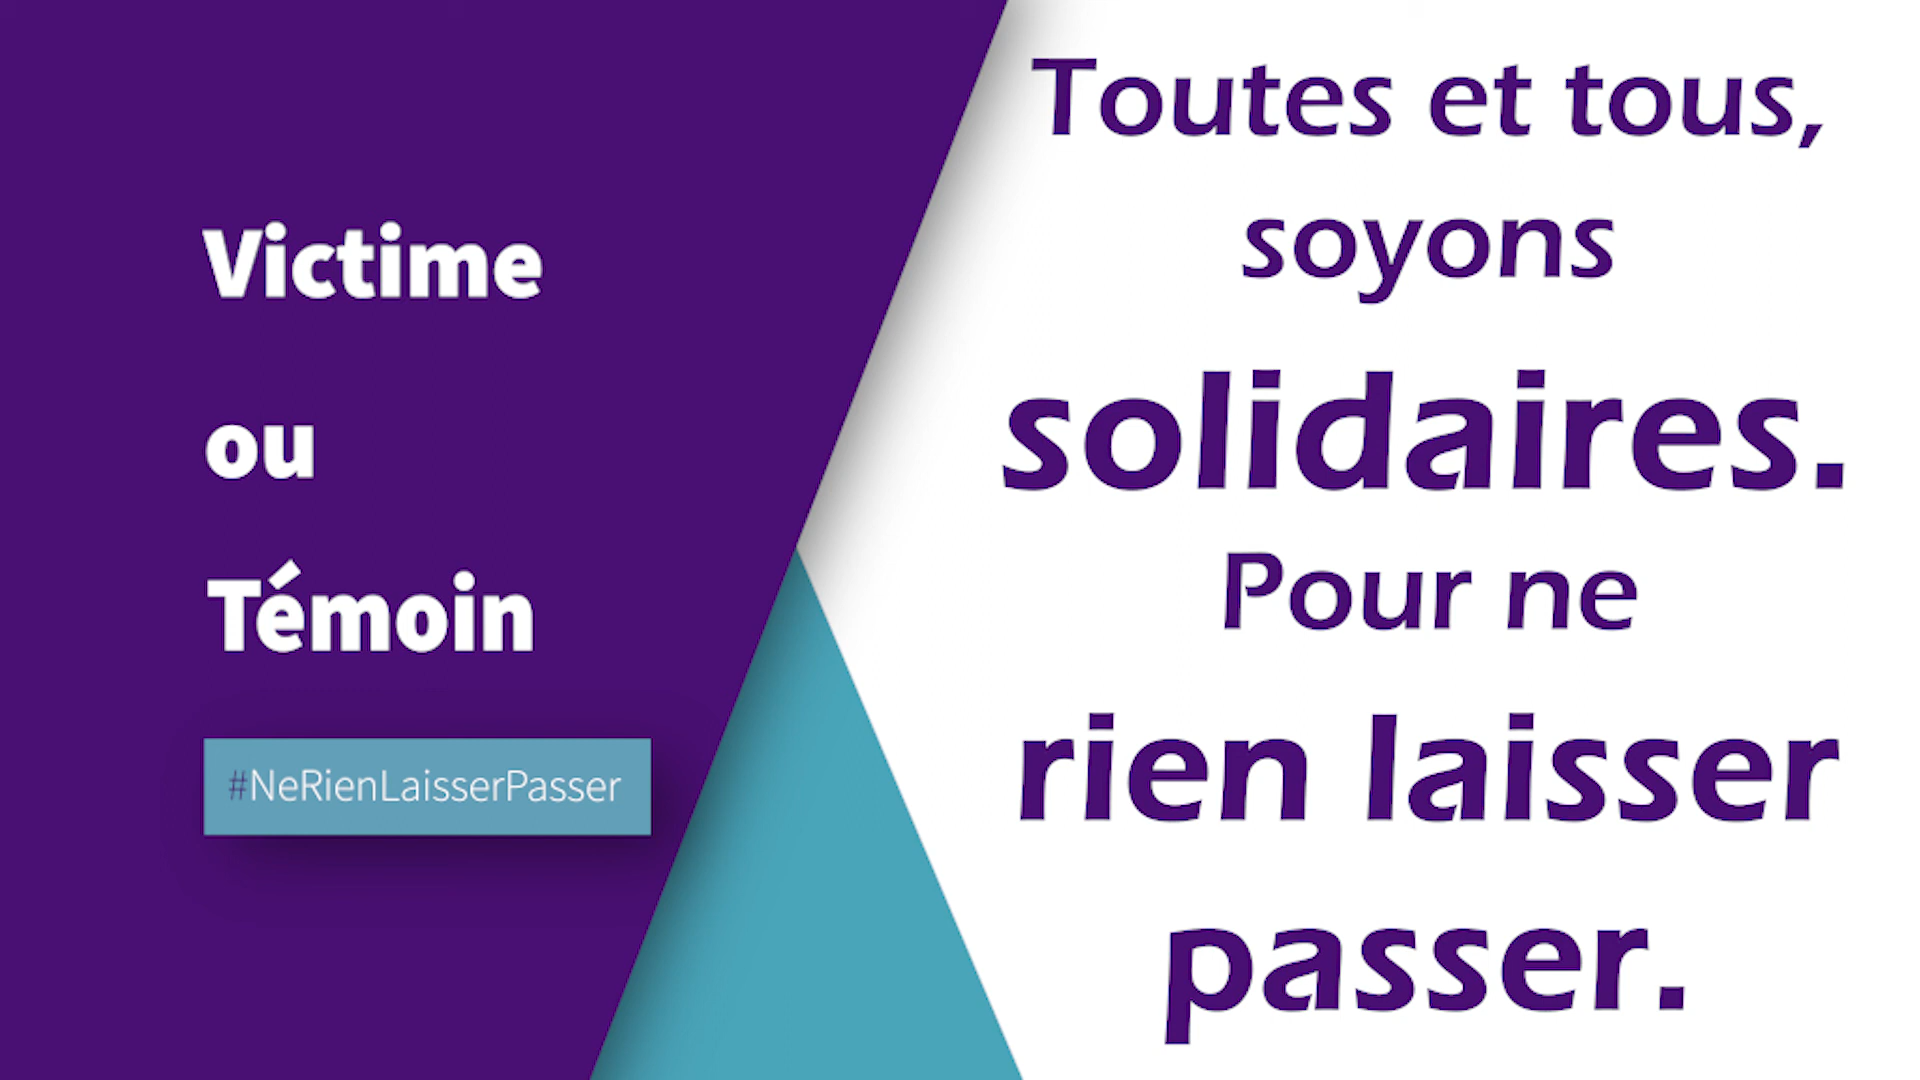 Victime
ou
Témoin
#NeRienLaisserPasser
Toutes et tous,
soyons
solidaires.
Pour ne
rien laisser
passer.